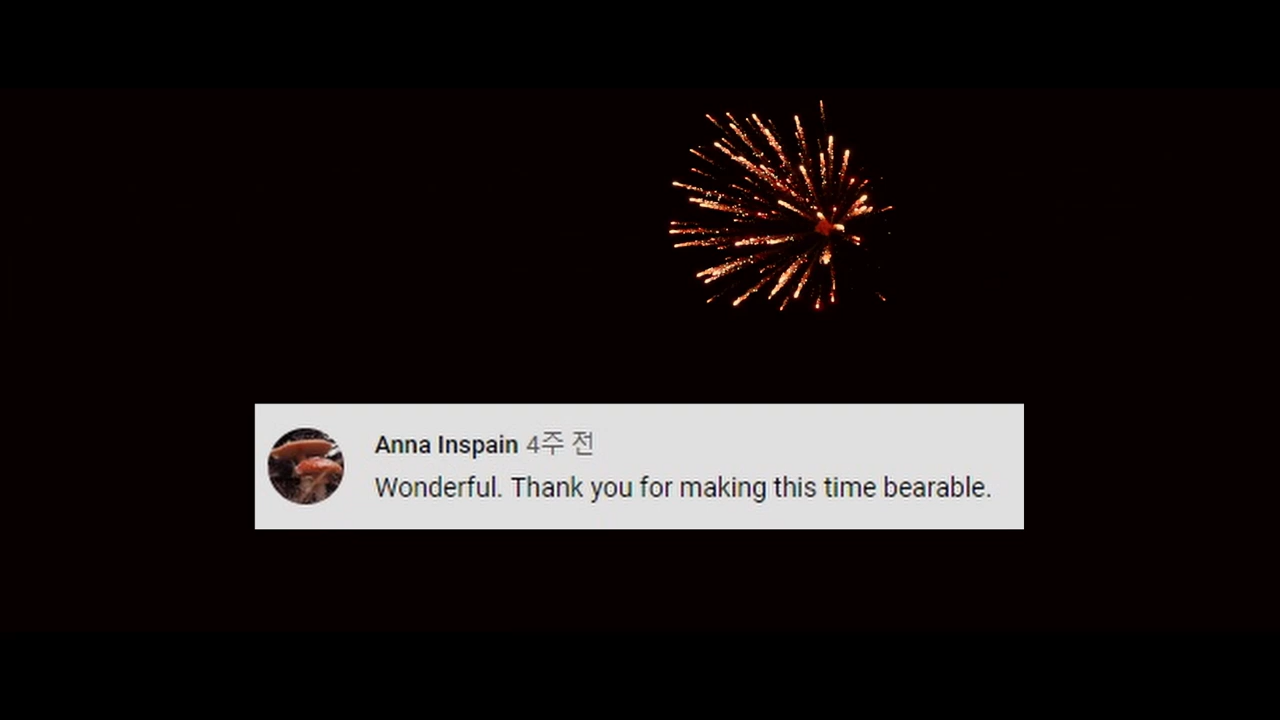 Anna Inspain 4주 전
Wonderful. Thank you for making this time bearable.